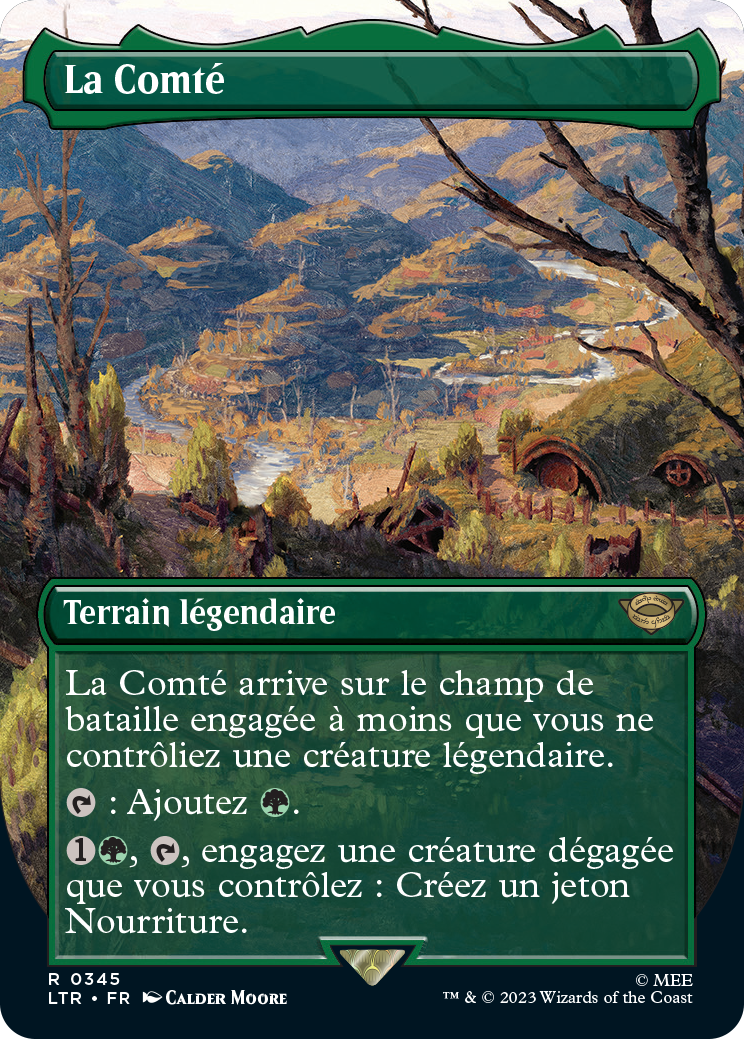 La Comté
Terrain légendaire
La Comté arrive sur le champ de
bataille engagée à moins que vous ne
contrôliez une créature légendaire.
: Ajoutez .
1, , engagez une créature dégagée
que vous contrôlez : Créez un jeton
Nourriture.
R 0345
LTR • FR Calder Moore
© MEE
™ & © 2023 Wizards of the Coast